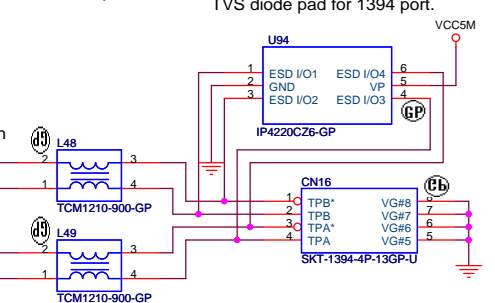 TVS diode pad for 1394 port.
VCC5M
U94
1 ESD I/O1 ESD I/O4 6
2 GND VP 5
3 ESD I/O2 ESD I/O3 4
GP
IP4220CZ6-GP
n
GP
L48
2 3
1 4
TCM1210-900-GP
CN16
1 TPB* VG#8 8
2 TPB VG#7 7
3 TPA* VG#6 6
4 TPA VG#5 5
SKT-1394-4P-13GP-U
GP
L49
2 3
1 4
TCM1210-900-GP